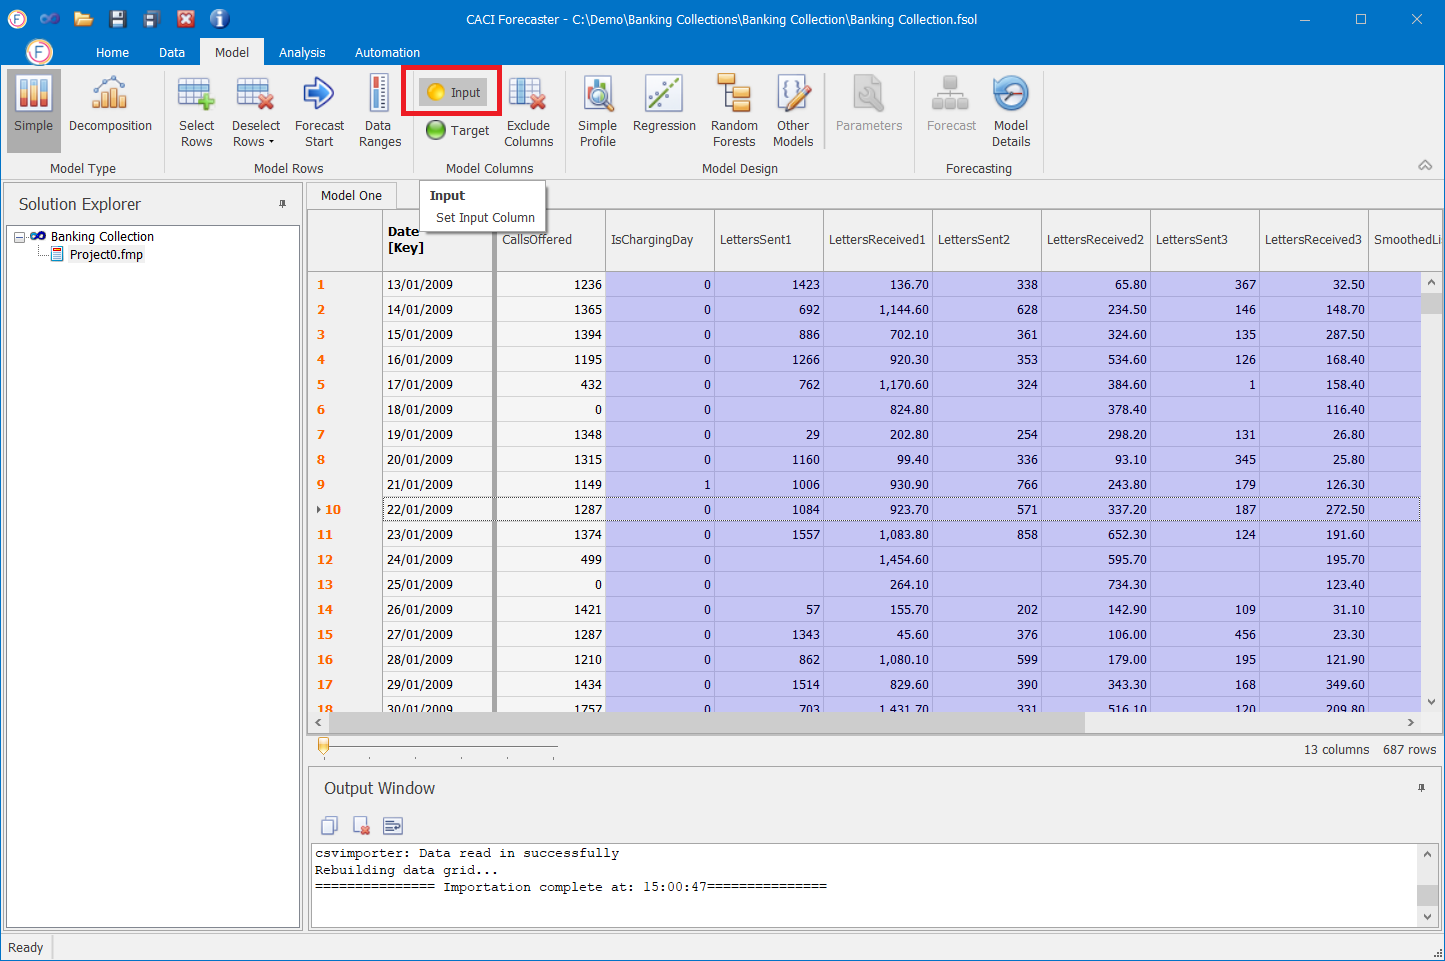 CACI Forecaster - C:\Demo\Banking Collections\Banking Collection\Banking Collection.fsol
F Home Data Model Analysis Automation
Simple
Decomposition
Select Rows
Deselect Rows
Forecast Start
Data Ranges
Input
Target
Exclude Columns
Simple Profile
Regression
Random Forests
Other Models
Parameters
Forecast
Model Details
Model Type
Model Rows
Model Columns
Model Design
Forecasting
Solution Explorer
Banking Collection
Project0.fmp
Model One
Input
Set Input Column
Date [Key] CallsOffered IsChargingDay LettersSent1 LettersReceived1 LettersSent2 LettersReceived2 LettersSent3 LettersReceived3 SmoothedLi
1 13/01/2009 1236 0 1423 136.70 338 65.80 367 32.50
2 14/01/2009 1365 0 692 1,144.60 628 234.50 146 148.70
3 15/01/2009 1394 0 886 702.10 361 324.60 135 287.50
4 16/01/2009 1195 0 1266 920.30 353 534.60 126 168.40
5 17/01/2009 432 0 762 1,170.60 324 384.60 1 158.40
6 18/01/2009 0 0 824.80 378.40 116.40
7 19/01/2009 1348 0 29 202.80 254 298.20 131 26.80
8 20/01/2009 1315 0 1160 99.40 336 93.10 345 25.80
9 21/01/2009 1149 1 1006 930.90 766 243.80 179 126.30
10 22/01/2009 1287 0 1084 923.70 571 337.20 187 272.50
11 23/01/2009 1374 0 1557 1,083.80 858 652.30 124 191.60
12 24/01/2009 499 0 1,454.60 595.70 195.70
13 25/01/2009 0 0 264.10 734.30 123.40
14 26/01/2009 1421 0 57 155.70 202 142.90 109 31.10
15 27/01/2009 1287 0 1343 45.60 376 106.00 456 23.30
16 28/01/2009 1210 0 862 1,080.10 599 179.00 195 121.90
17 29/01/2009 1434 0 1514 829.60 390 343.30 168 349.60
18 30/01/2009 1757 0 703 1,431.70 331 516.10 120 209.80
13 columns 687 rows
Output Window
csvimporter: Data read in successfully
Rebuilding data grid...
=============== Importation complete at: 15:00:47===============
Ready